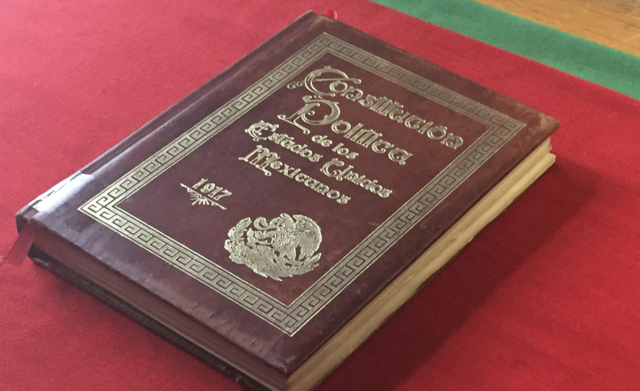 Constitución
Política
de los
Estados Unidos
Mexicanos
1917